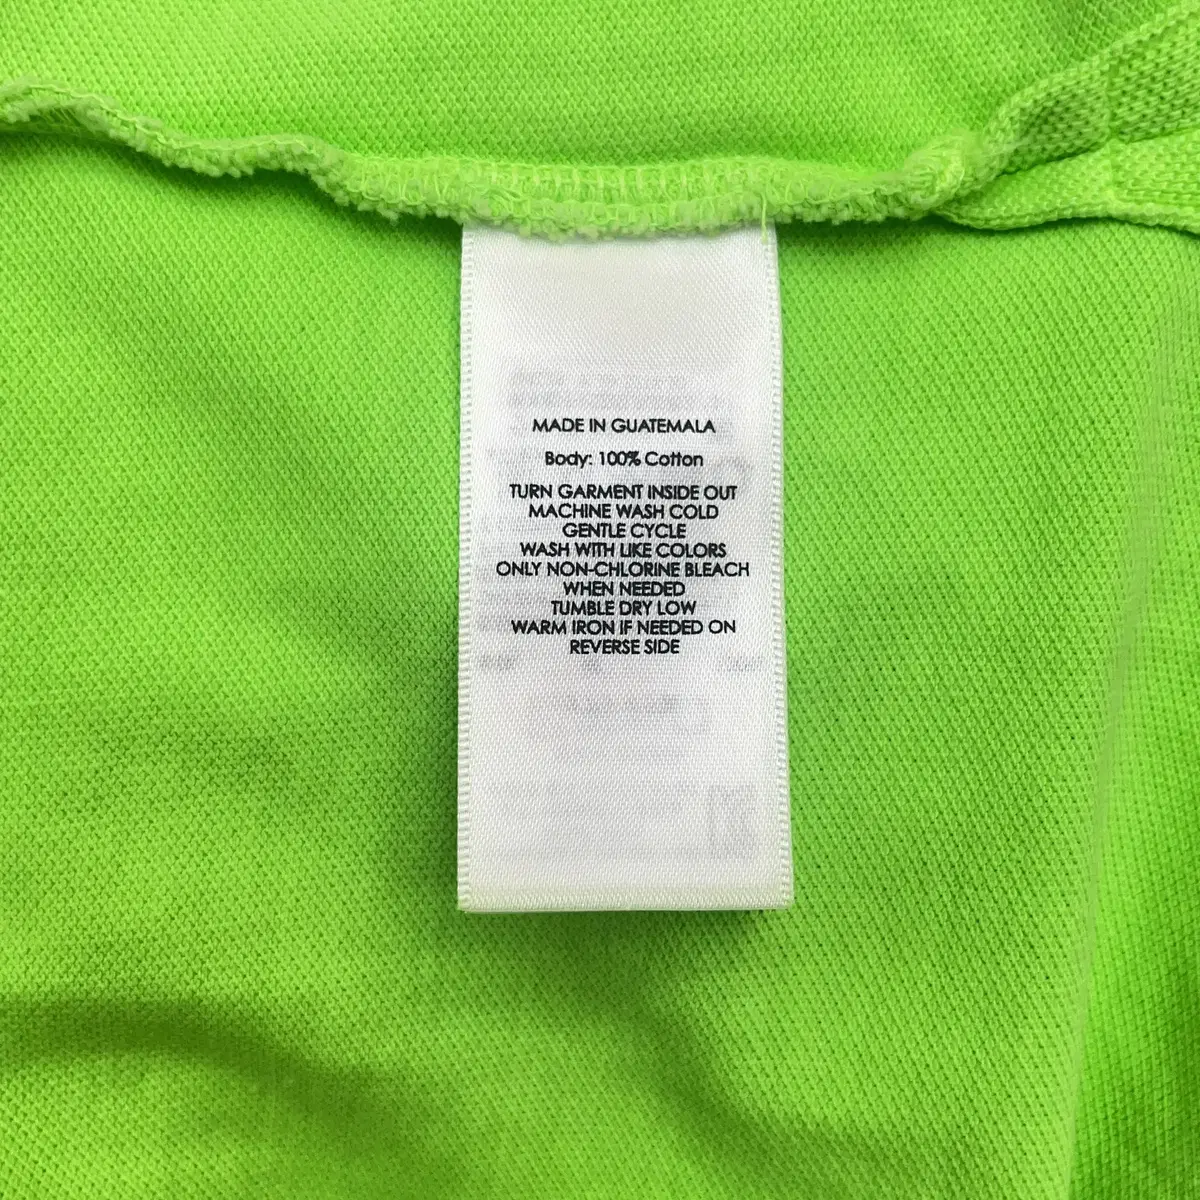 MADE IN GUATEMALA
Body: 100% Cotton
TURN GARMENT INSIDE OUT
MACHINE WASH COLD
GENTLE CYCLE
WASH WITH LIKE COLORS
ONLY NON-CHLORINE BLEACH
WHEN NEEDED
TUMBLE DRY LOW
WARM IRON IF NEEDED ON
REVERSE SIDE